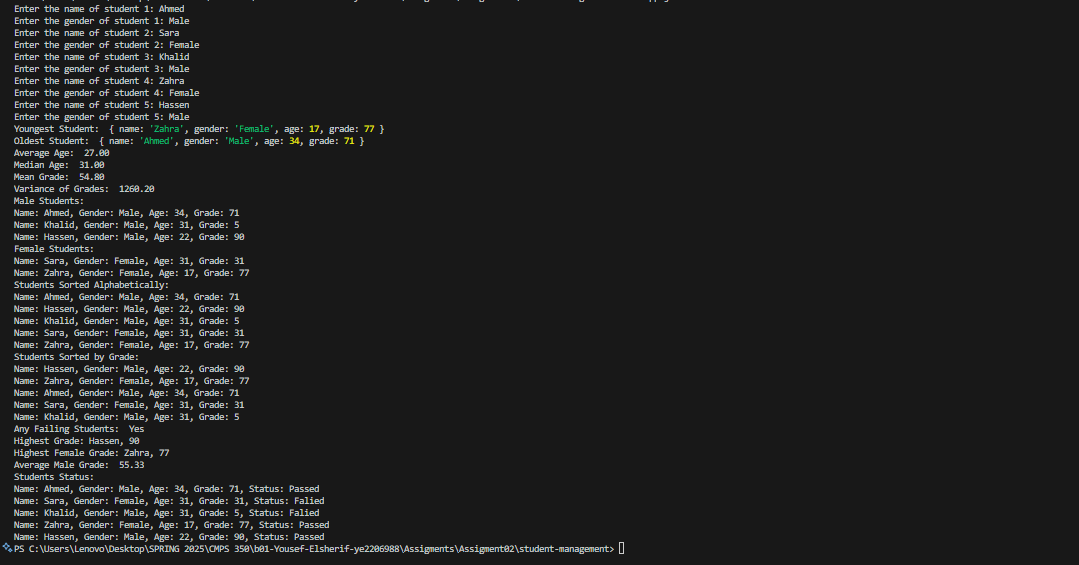 Enter the name of student 1: Ahmed
Enter the gender of student 1: Male
Enter the name of student 2: Sara
Enter the gender of student 2: Female
Enter the name of student 3: Khalid
Enter the gender of student 3: Male
Enter the name of student 4: Zahra
Enter the gender of student 4: Female
Enter the name of student 5: Hassen
Enter the gender of student 5: Male
Youngest Student:  { name: 'Zahra', gender: 'Female', age: 17, grade: 77 }
Oldest Student:  { name: 'Ahmed', gender: 'Male', age: 34, grade: 71 }
Average Age:  27.00
Median Age:  31.00
Mean Grade:  54.80
Variance of Grades:  1260.20
Male Students:
Name: Ahmed, Gender: Male, Age: 34, Grade: 71
Name: Khalid, Gender: Male, Age: 31, Grade: 5
Name: Hassen, Gender: Male, Age: 22, Grade: 90
Female Students:
Name: Sara, Gender: Female, Age: 31, Grade: 31
Name: Zahra, Gender: Female, Age: 17, Grade: 77
Students Sorted Alphabetically:
Name: Ahmed, Gender: Male, Age: 34, Grade: 71
Name: Hassen, Gender: Male, Age: 22, Grade: 90
Name: Khalid, Gender: Male, Age: 31, Grade: 5
Name: Sara, Gender: Female, Age: 31, Grade: 31
Name: Zahra, Gender: Female, Age: 17, Grade: 77
Students Sorted by Grade:
Name: Hassen, Gender: Male, Age: 22, Grade: 90
Name: Zahra, Gender: Female, Age: 17, Grade: 77
Name: Ahmed, Gender: Male, Age: 34, Grade: 71
Name: Sara, Gender: Female, Age: 31, Grade: 31
Name: Khalid, Gender: Male, Age: 31, Grade: 5
Any Failing Students:  Yes
Highest Grade: Hassen, 90
Highest Female Grade: Zahra, 77
Average Male Grade:  55.33
Students Status:
Name: Ahmed, Gender: Male, Age: 34, Grade: 71, Status: Passed
Name: Sara, Gender: Female, Age: 31, Grade: 31, Status: Falied
Name: Khalid, Gender: Male, Age: 31, Grade: 5, Status: Falied
Name: Zahra, Gender: Female, Age: 17, Grade: 77, Status: Passed
Name: Hassen, Gender: Male, Age: 22, Grade: 90, Status: Passed
PS C:\Users\Lenovo\Desktop\SPRING 2025\CMPS 350\b01-Yousef-Elsherif-ye2206988\Assigments\Assigment02\student-management>